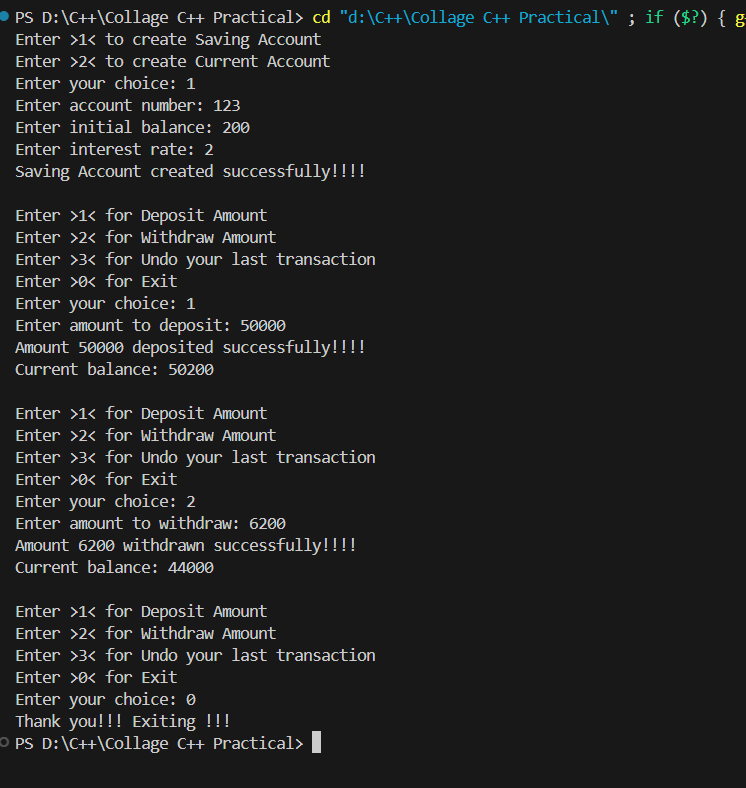 PS D:\C++\Collage C++ Practical> cd "d:\C++\Collage C++ Practical\" ; if ($?) { g
Enter >1< to create Saving Account
Enter >2< to create Current Account
Enter your choice: 1
Enter account number: 123
Enter initial balance: 200
Enter interest rate: 2
Saving Account created successfully!!!!
Enter >1< for Deposit Amount
Enter >2< for Withdraw Amount
Enter >3< for Undo your last transaction
Enter >0< for Exit
Enter your choice: 1
Enter amount to deposit: 50000
Amount 50000 deposited successfully!!!!
Current balance: 50200
Enter >1< for Deposit Amount
Enter >2< for Withdraw Amount
Enter >3< for Undo your last transaction
Enter >0< for Exit
Enter your choice: 2
Enter amount to withdraw: 6200
Amount 6200 withdrawn successfully!!!!
Current balance: 44000
Enter >1< for Deposit Amount
Enter >2< for Withdraw Amount
Enter >3< for Undo your last transaction
Enter >0< for Exit
Enter your choice: 0
Thank you!!! Exiting !!!
PS D:\C++\Collage C++ Practical>